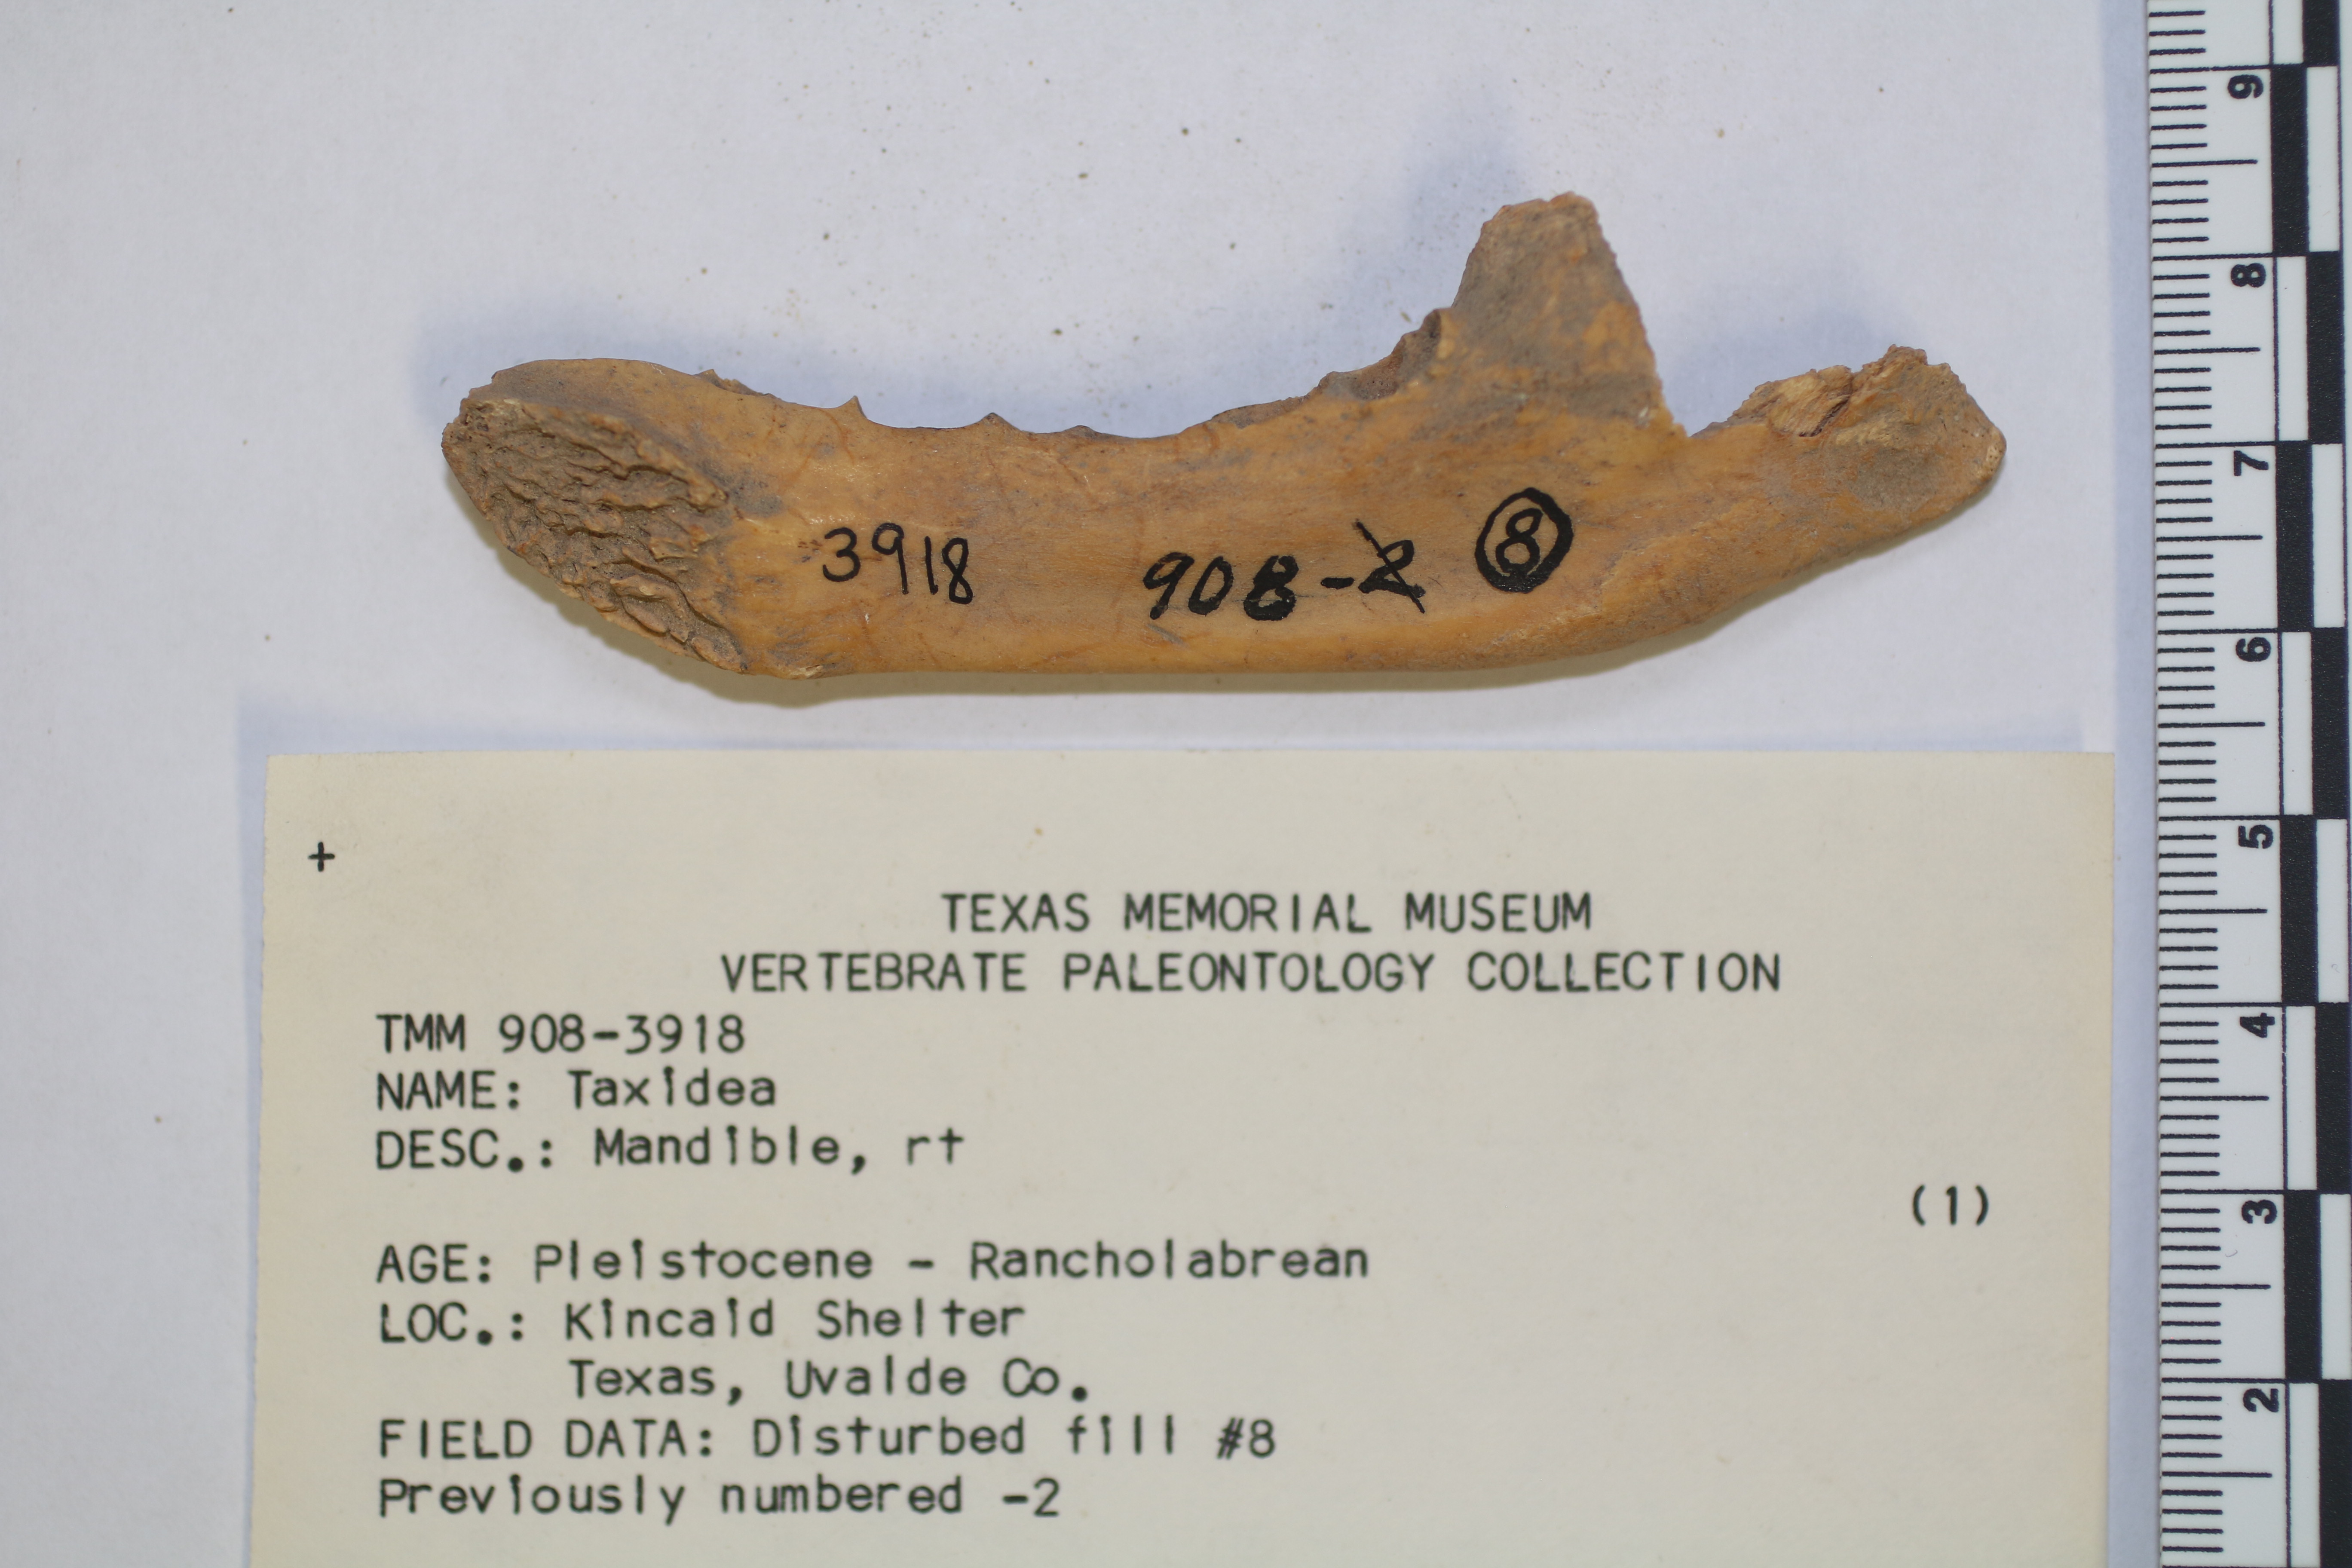 3918 908-2 8
+
TEXAS MEMORIAL MUSEUM
VERTEBRATE PALEONTOLOGY COLLECTION
TMM 908-3918
NAME: Taxidea
DESC.: Mandible, rt
(1)
AGE: Pleistocene - Rancholabrean
LOC.: Kincaid Shelter
Texas, Uvalde Co.
FIELD DATA: Disturbed fill #8
Previously numbered -2
9
8
7
6
5
4
3
2